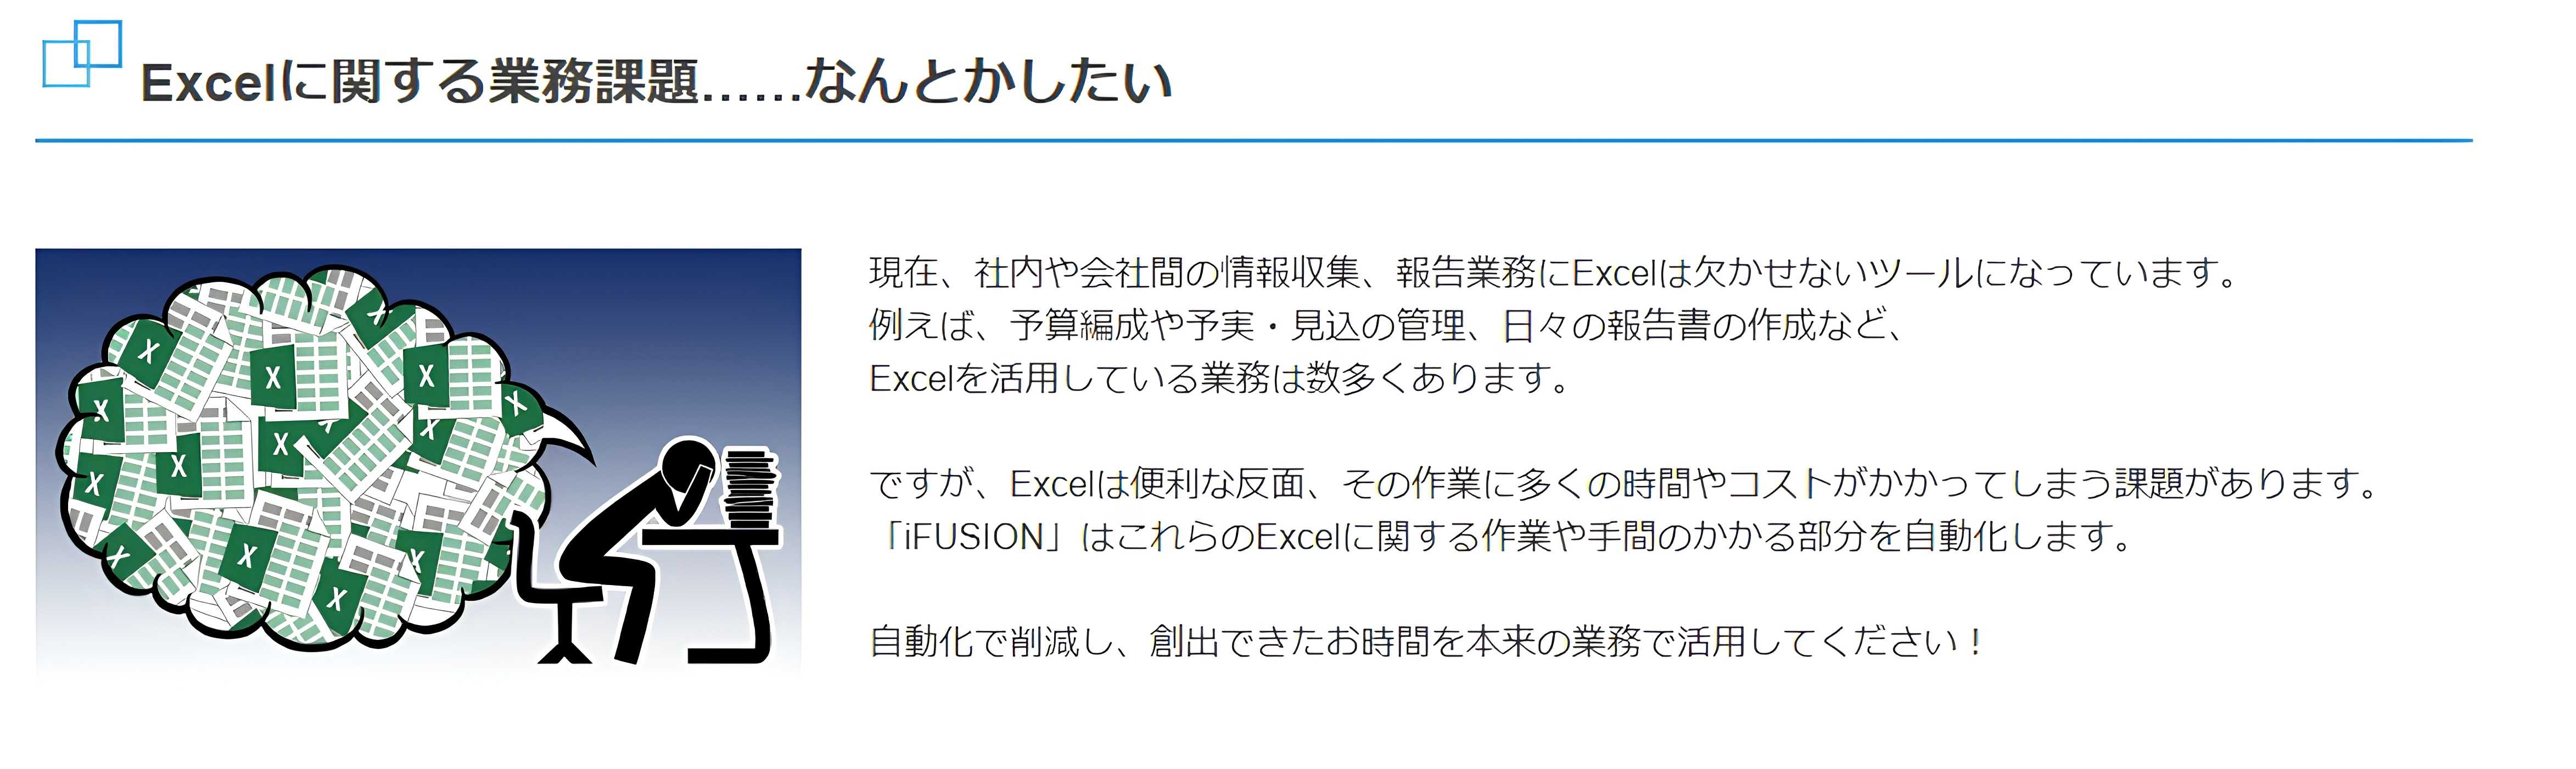 Excelに関する業務課題……なんとかしたい
現在、社内や会社間の情報収集、報告業務にExcelは欠かせないツールになっています。
例えば、予算編成や予実・見込の管理、日々の報告書の作成など、
Excelを活用している業務は数多くあります。
ですが、Excelは便利な反面、その作業に多くの時間やコストがかかってしまう課題があります。
「iFUSION」はこれらのExcelに関する作業や手間のかかる部分を自動化します。
自動化で削減し、創出できたお時間を本来の業務で活用してください！